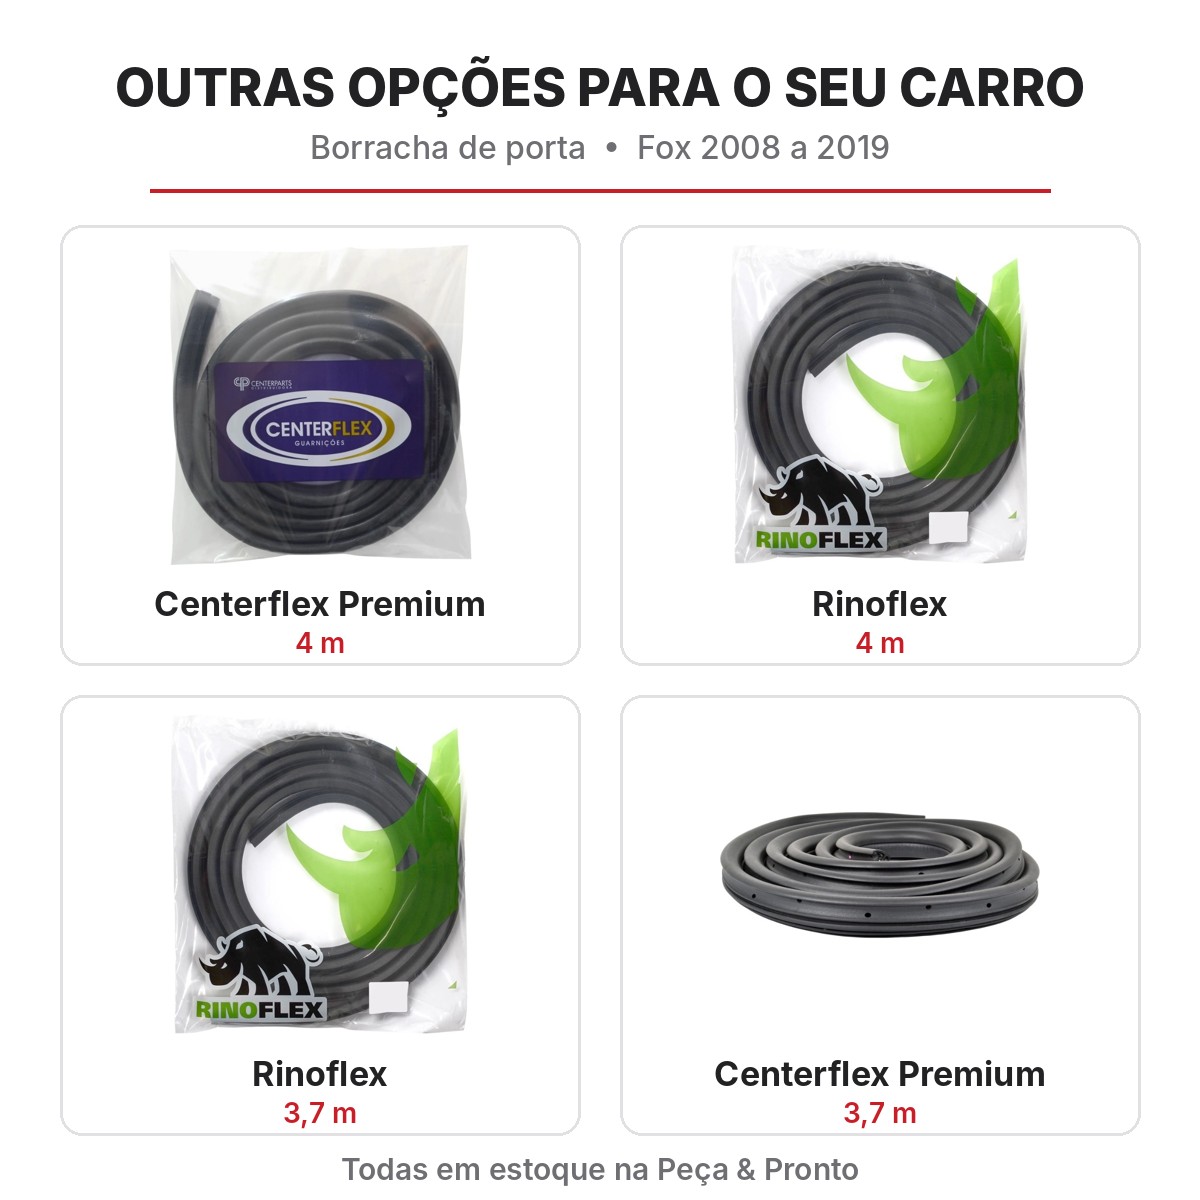 OUTRAS OPÇÕES PARA O SEU CARRO
Borracha de porta • Fox 2008 a 2019
CENTERPARTS
CENTERFLEX
GUARNIÇÕES
Centerflex Premium
4 m
RINOFLEX
Rinoflex
4 m
RINOFLEX
Rinoflex
3,7 m
Centerflex Premium
3,7 m
Todas em estoque na Peça & Pronto